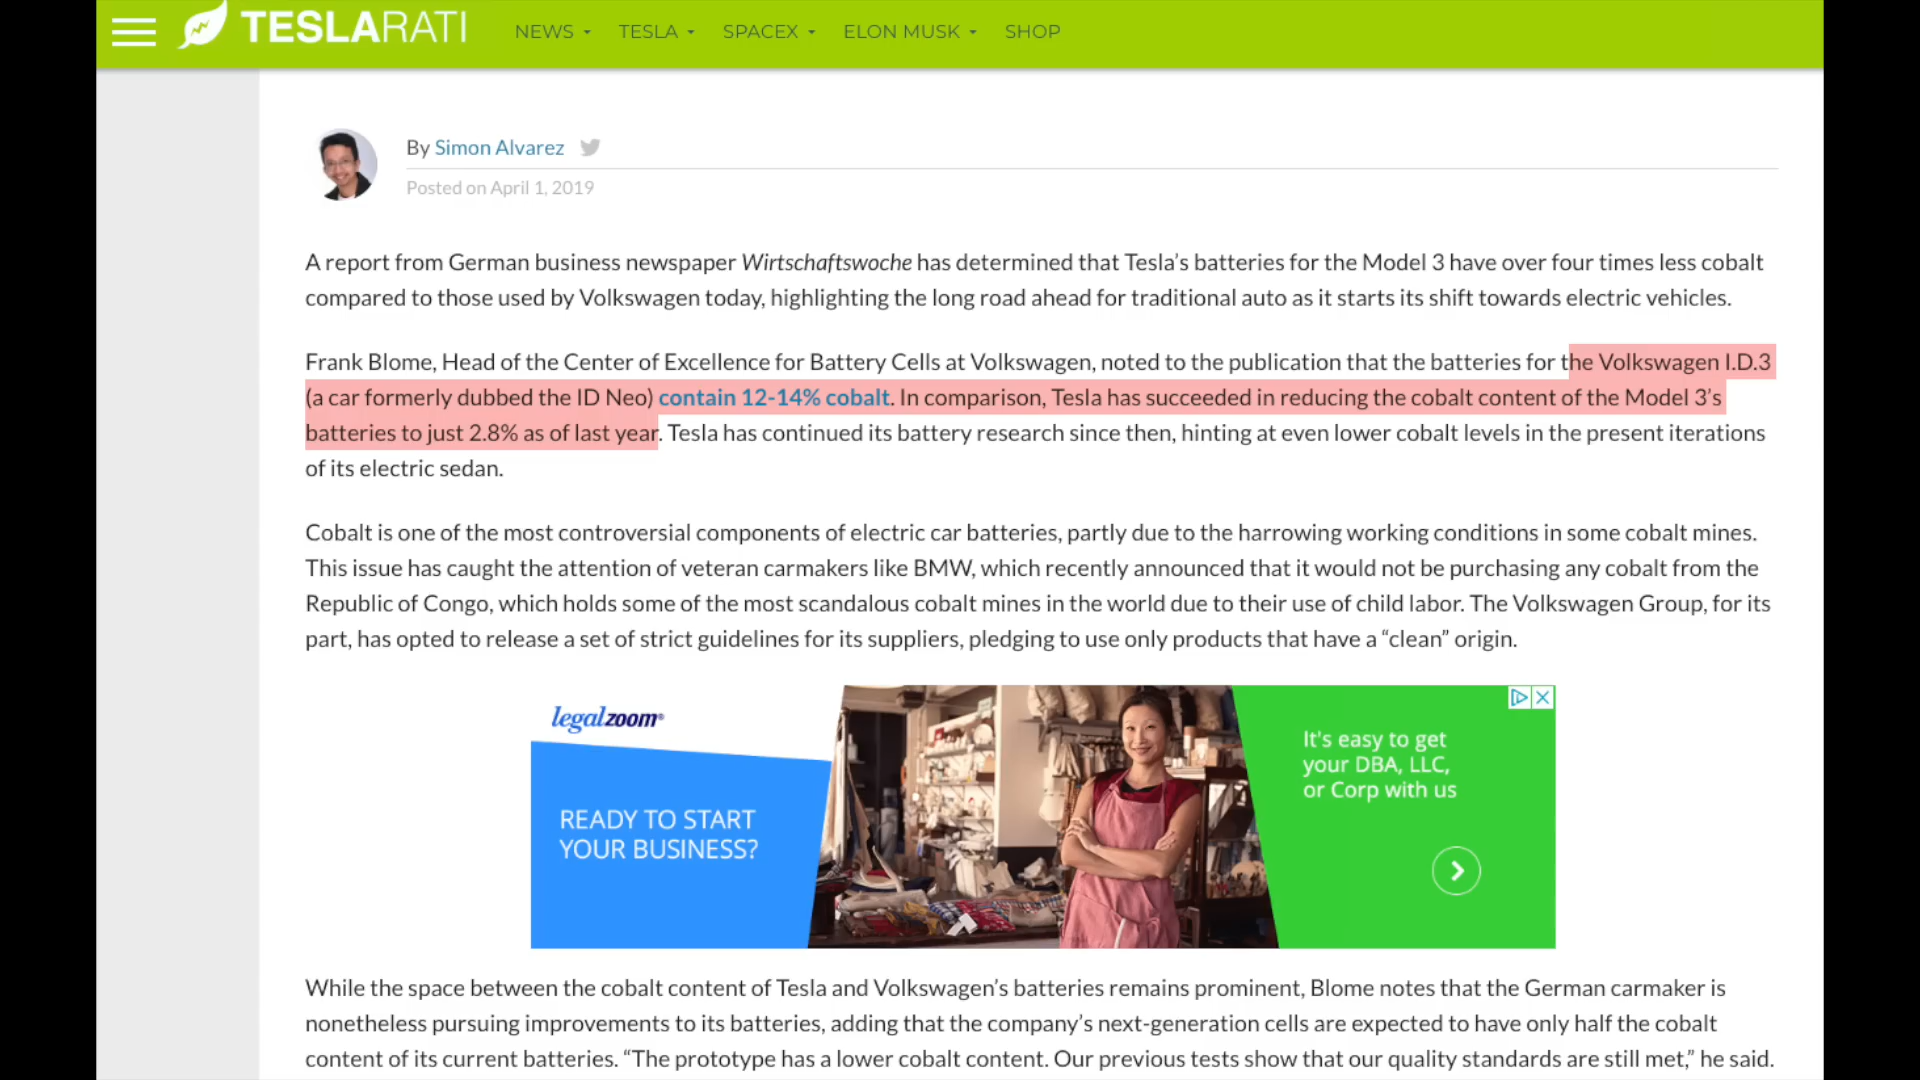 TESLARATI
NEWS
TESLA
SPACEX
ELON MUSK
SHOP
By Simon Alvarez
Posted on April 1, 2019
A report from German business newspaper Wirtschaftswoche has determined that Tesla’s batteries for the Model 3 have over four times less cobalt
compared to those used by Volkswagen today, highlighting the long road ahead for traditional auto as it starts its shift towards electric vehicles.
Frank Blome, Head of the Center of Excellence for Battery Cells at Volkswagen, noted to the publication that the batteries for the Volkswagen I.D.3
(a car formerly dubbed the ID Neo) contain 12-14% cobalt. In comparison, Tesla has succeeded in reducing the cobalt content of the Model 3’s
batteries to just 2.8% as of last year. Tesla has continued its battery research since then, hinting at even lower cobalt levels in the present iterations
of its electric sedan.
Cobalt is one of the most controversial components of electric car batteries, partly due to the harrowing working conditions in some cobalt mines.
This issue has caught the attention of veteran carmakers like BMW, which recently announced that it would not be purchasing any cobalt from the
Republic of Congo, which holds some of the most scandalous cobalt mines in the world due to their use of child labor. The Volkswagen Group, for its
part, has opted to release a set of strict guidelines for its suppliers, pledging to use only products that have a “clean” origin.
legalzoom®
READY TO START
YOUR BUSINESS?
It's easy to get
your DBA, LLC,
or Corp with us
While the space between the cobalt content of Tesla and Volkswagen’s batteries remains prominent, Blome notes that the German carmaker is
nonetheless pursuing improvements to its batteries, adding that the company’s next-generation cells are expected to have only half the cobalt
content of its current batteries. “The prototype has a lower cobalt content. Our previous tests show that our quality standards are still met,” he said.